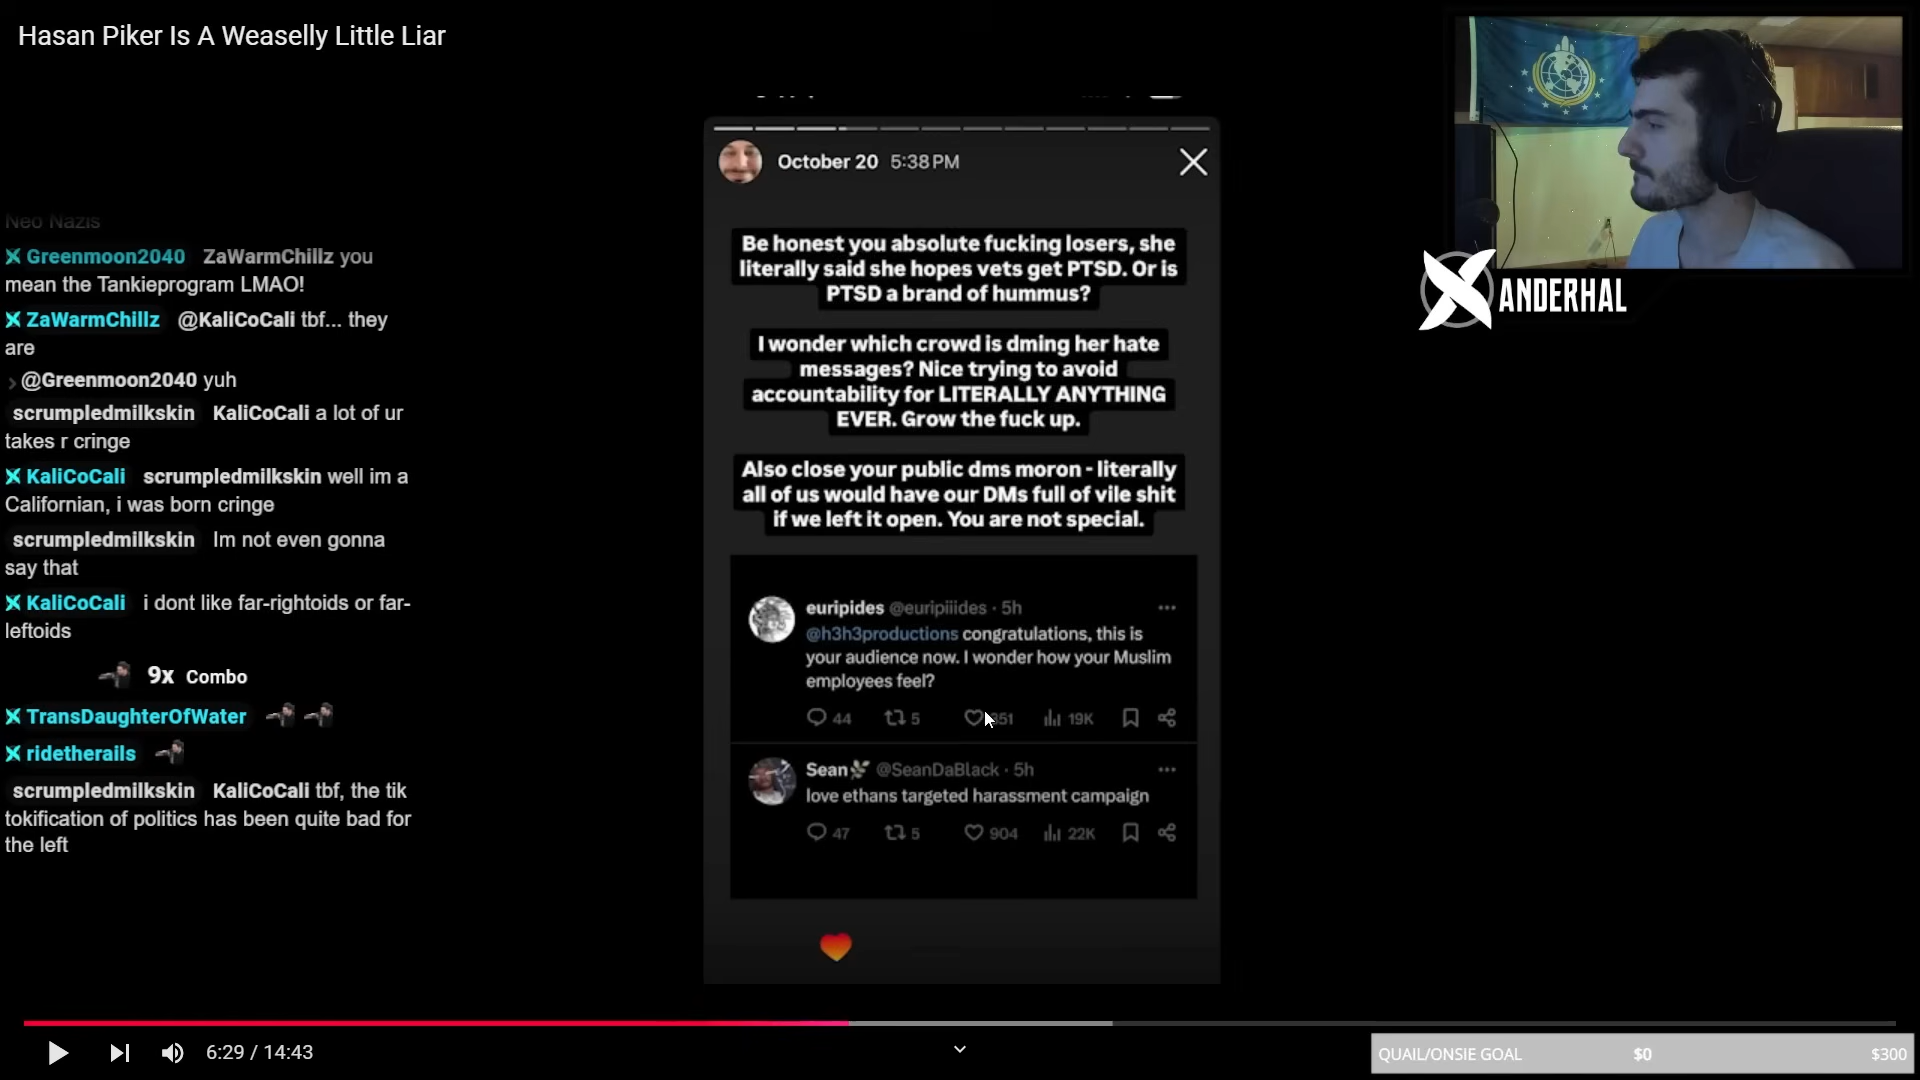 Hasan Piker Is A Weaselly Little Liar
Neo Nazis
Greenmoon2040 ZaWarmChillz you
mean the Tankieprogram LMAO!
ZaWarmChillz @KaliCoCali tbf... they
are
@Greenmoon2040 yuh
scrumpledmilkskin KaliCoCali a lot of ur
takes r cringe
KaliCoCali scrumpledmilkskin well im a
Californian, i was born cringe
scrumpledmilkskin Im not even gonna
say that
KaliCoCali i dont like far-rightoids or far-
leftoids
9x Combo
TransDaughterOfWater
ridetherails
scrumpledmilkskin KaliCoCali tbf, the tik
tokification of politics has been quite bad for
the left
October 20 5:38 PM
Be honest you absolute fucking losers, she
literally said she hopes vets get PTSD. Or is
PTSD a brand of hummus?
I wonder which crowd is dming her hate
messages? Nice trying to avoid
accountability for LITERALLY ANYTHING
EVER. Grow the fuck up.
Also close your public dms moron - literally
all of us would have our DMs full of vile shit
if we left it open. You are not special.
euripides @euripiiides · 5h
@h3h3productions congratulations, this is
your audience now. I wonder how your Muslim
employees feel?
44 5 19K
Sean @SeanDaBlack · 5h
love ethans targeted harassment campaign
47 5 904 22K
XANDERHAL
6:29 / 14:43
QUAIL/ONSIE GOAL $0 $300